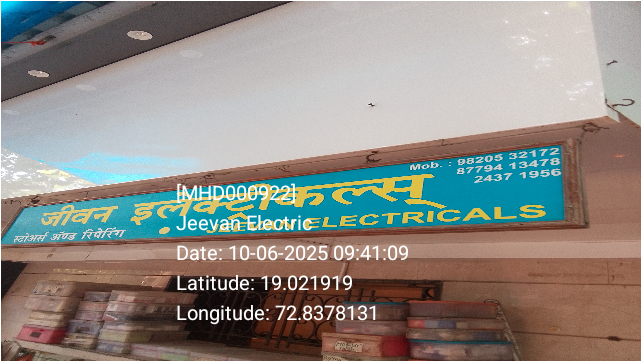 Mob. : 98205 32172
87794 13478
2437 1956
जीवन इलेक्ट्रीकल्स्
ELECTRICALS
स्टोअर्स अॅण्ड रिपेरिंग
[MHD000922]
Jeevan Electric
Date: 10-06-2025 09:41:09
Latitude: 19.021919
Longitude: 72.8378131